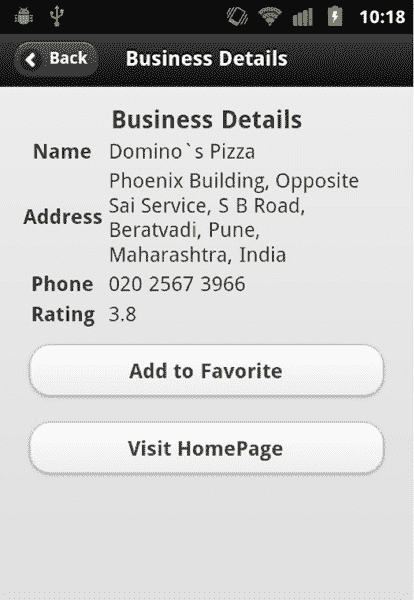 10:18
Back
Business Details
Business Details
Name Domino`s Pizza
Phoenix Building, Opposite
Address Sai Service, S B Road,
Beratvadi, Pune,
Maharashtra, India
Phone 020 2567 3966
Rating 3.8
Add to Favorite
Visit HomePage